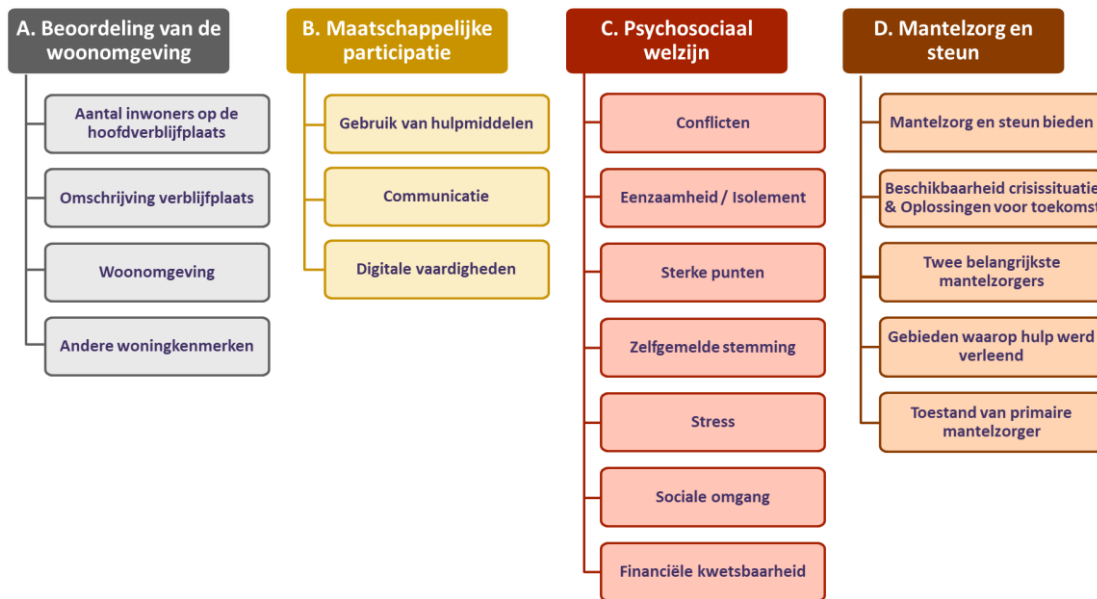 A. Beoordeling van de
woonomgeving
Aantal inwoners op de
hoofdverblijfplaats
Omschrijving verblijfplaats
Woonomgeving
Andere woningkenmerken
B. Maatschappelijke
participatie
Gebruik van hulpmiddelen
Communicatie
Digitale vaardigheden
C. Psychosociaal
welzijn
Conflicten
Eenzaamheid / Isolement
Sterke punten
Zelfgemelde stemming
Stress
Sociale omgang
Financiële kwetsbaarheid
D. Mantelzorg en
steun
Mantelzorg en steun bieden
Beschikbaarheid crisissituatie
& Oplossingen voor toekomst
Twee belangrijkste
mantelzorgers
Gebieden waarop hulp werd
verleend
Toestand van primaire
mantelzorger